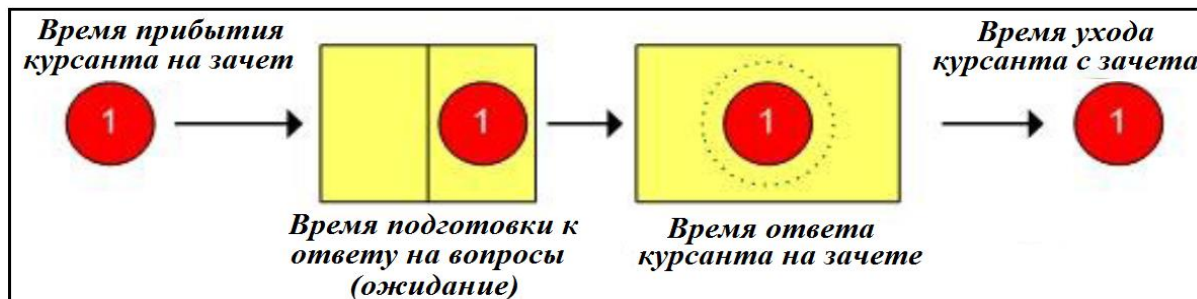 Время прибытия
курсанта на зачет
1
Время подготовки к
ответу на вопросы
(ожидание)
1
Время ответа
курсанта на зачете
1
Время ухода
курсанта с зачета
1